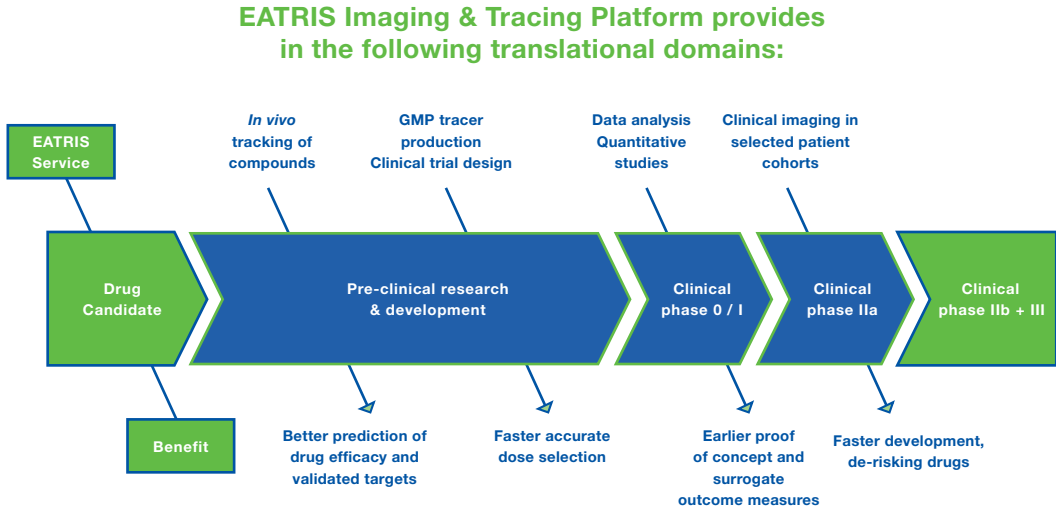 EATRIS Imaging & Tracing Platform provides
in the following translational domains:
EATRIS
Service
In vivo
tracking of
compounds
GMP tracer
production
Clinical trial design
Data analysis
Quantitative
studies
Clinical imaging in
selected patient
cohorts
Drug
Candidate
Pre-clinical research
& development
Clinical
phase 0 / I
Clinical
phase IIa
Clinical
phase IIb + III
Benefit
Better prediction of
drug efficacy and
validated targets
Faster accurate
dose selection
Earlier proof
of concept and
surrogate
outcome measures
Faster development,
de-risking drugs